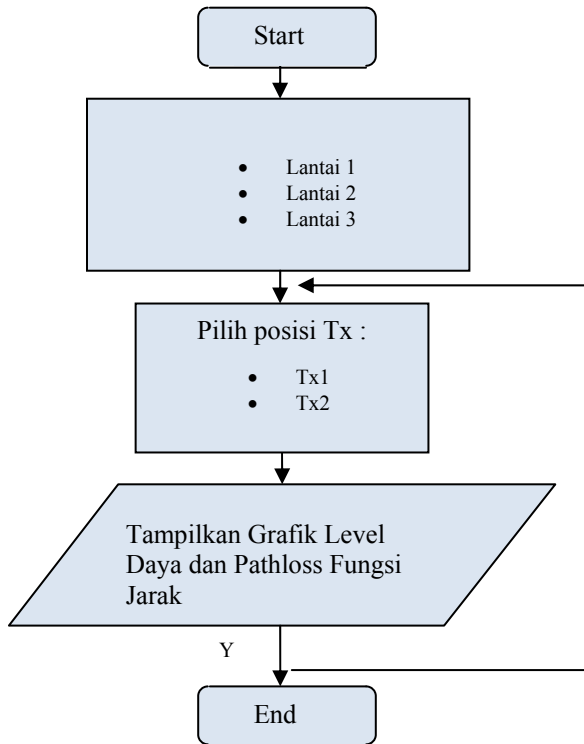 Start
• Lantai 1
• Lantai 2
• Lantai 3
Pilih posisi Tx :
• Tx1
• Tx2
Tampilkan Grafik Level
Daya dan Pathloss Fungsi
Jarak
Y
End